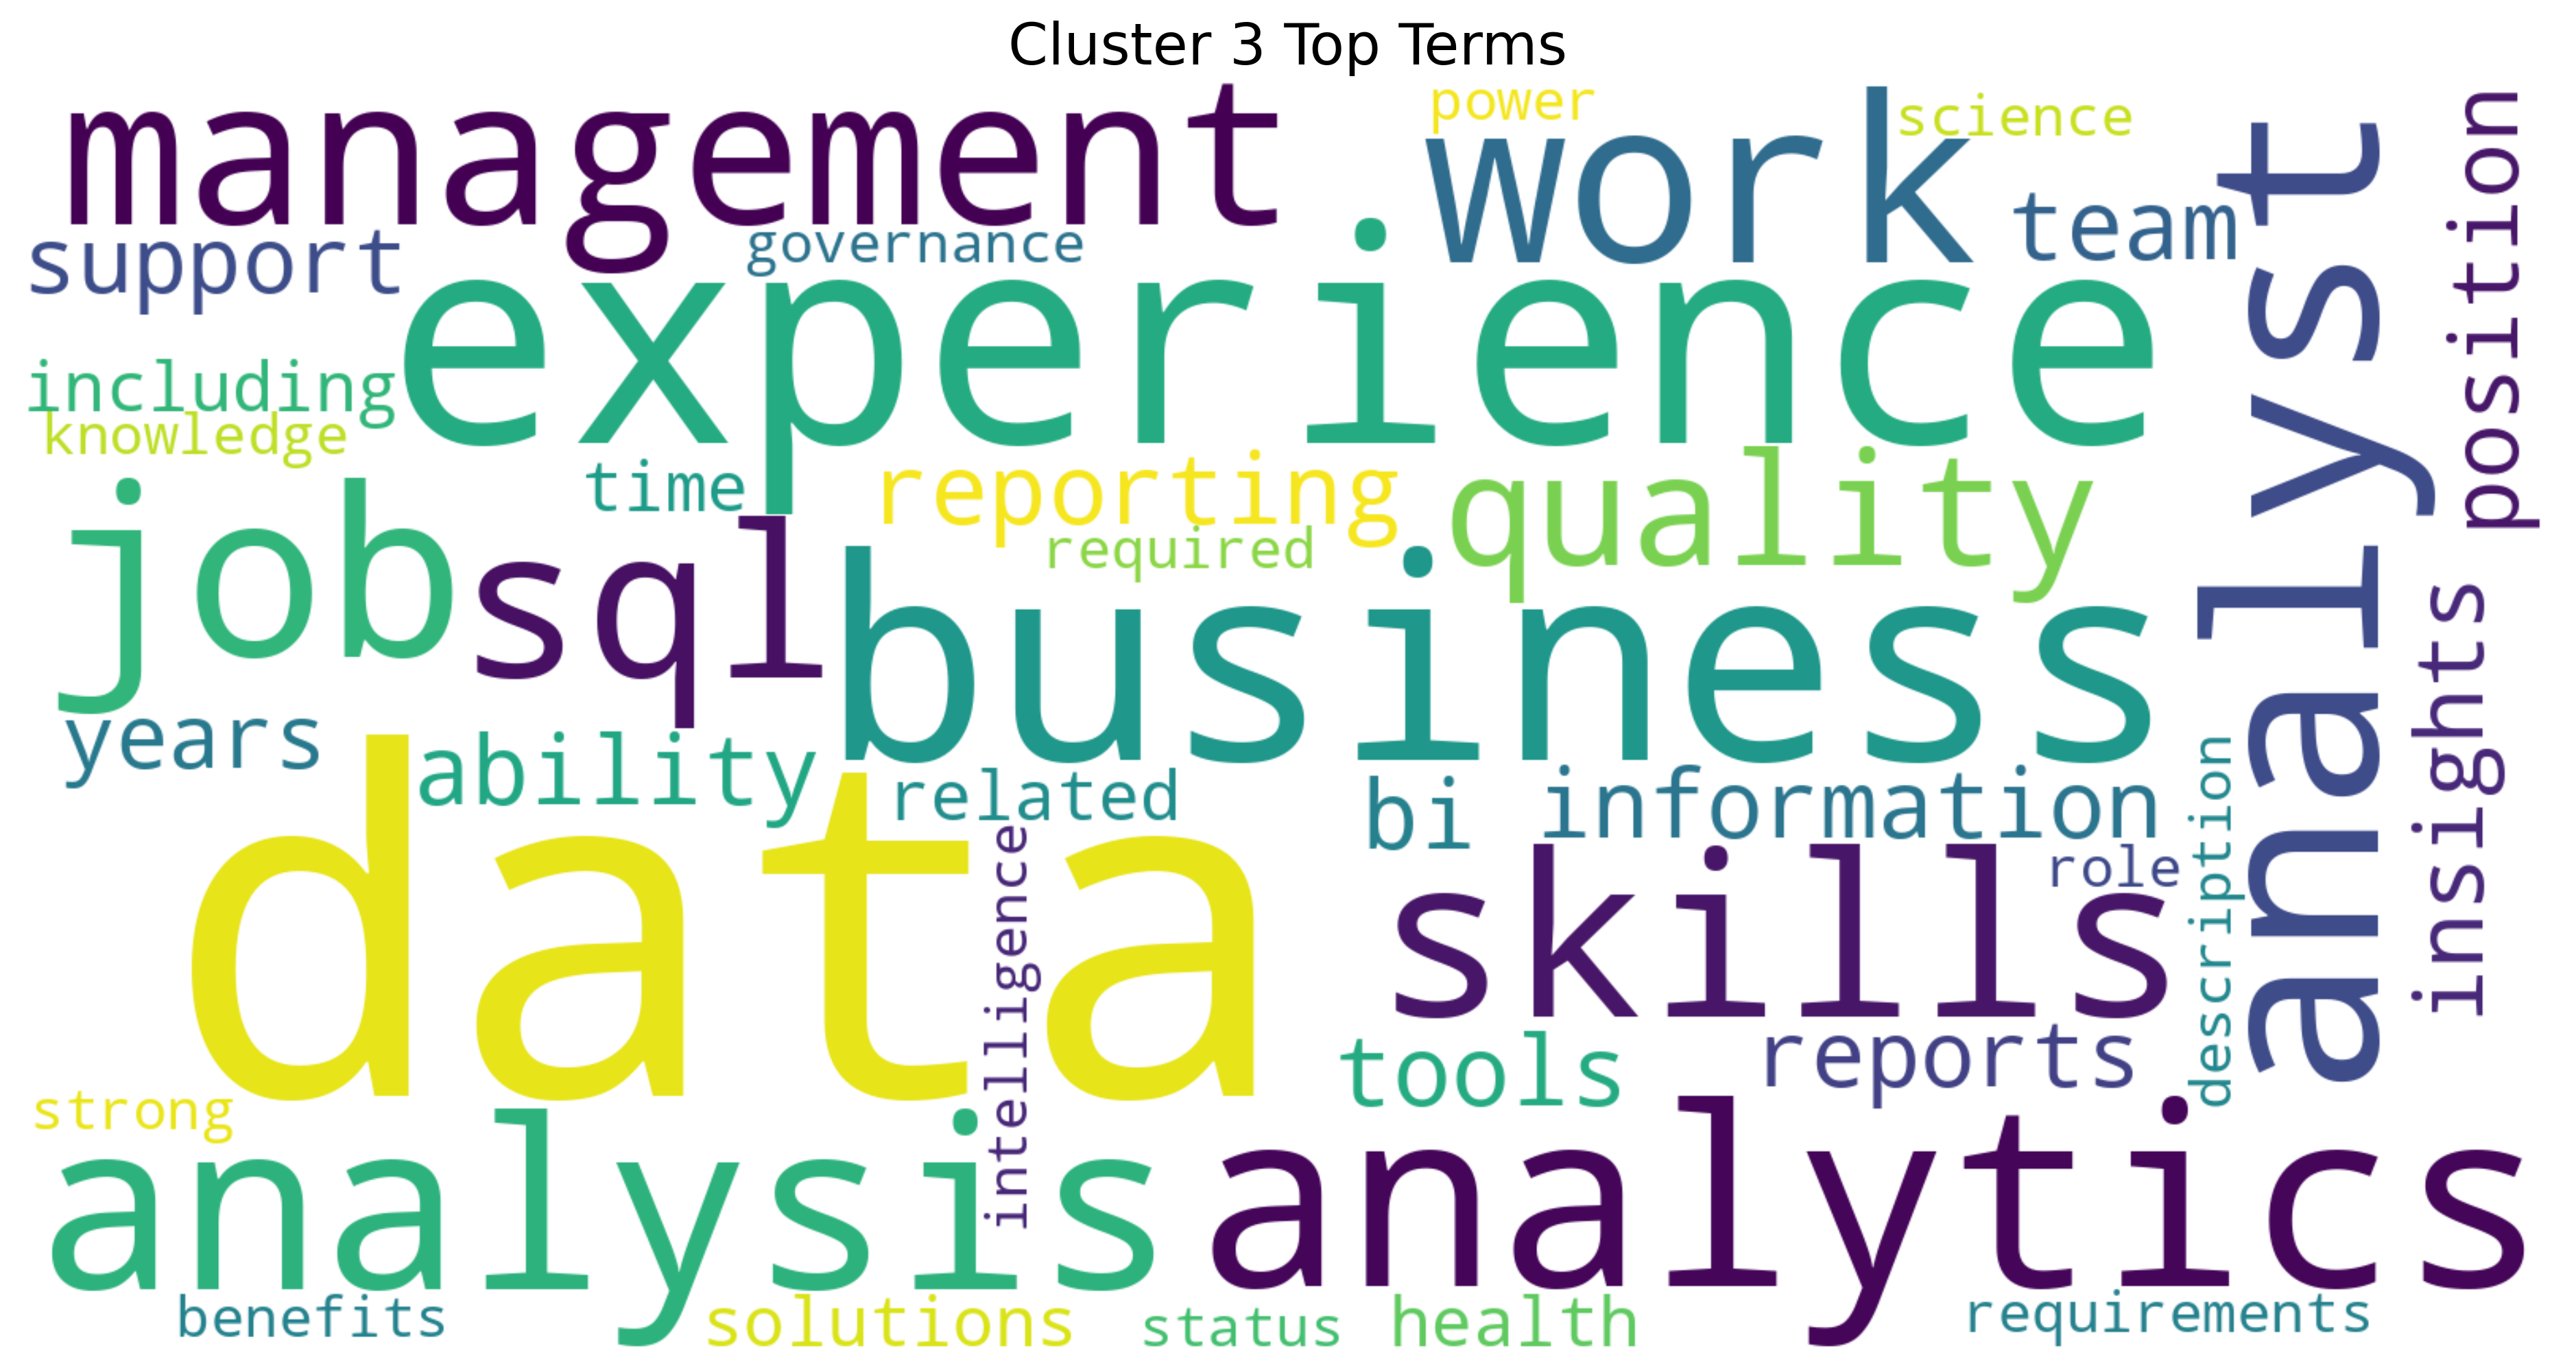 Cluster 3 Top Terms
management
power
work
science
team
analyst
position
support
governance
experience
including
knowledge
job
time
reporting
required
quality
sql
business
insights
years
ability
related
bi
information
description
data
intelligence
role
skills
tools
reports
strong
analysis
analytics
benefits
solutions
status
health
requirements